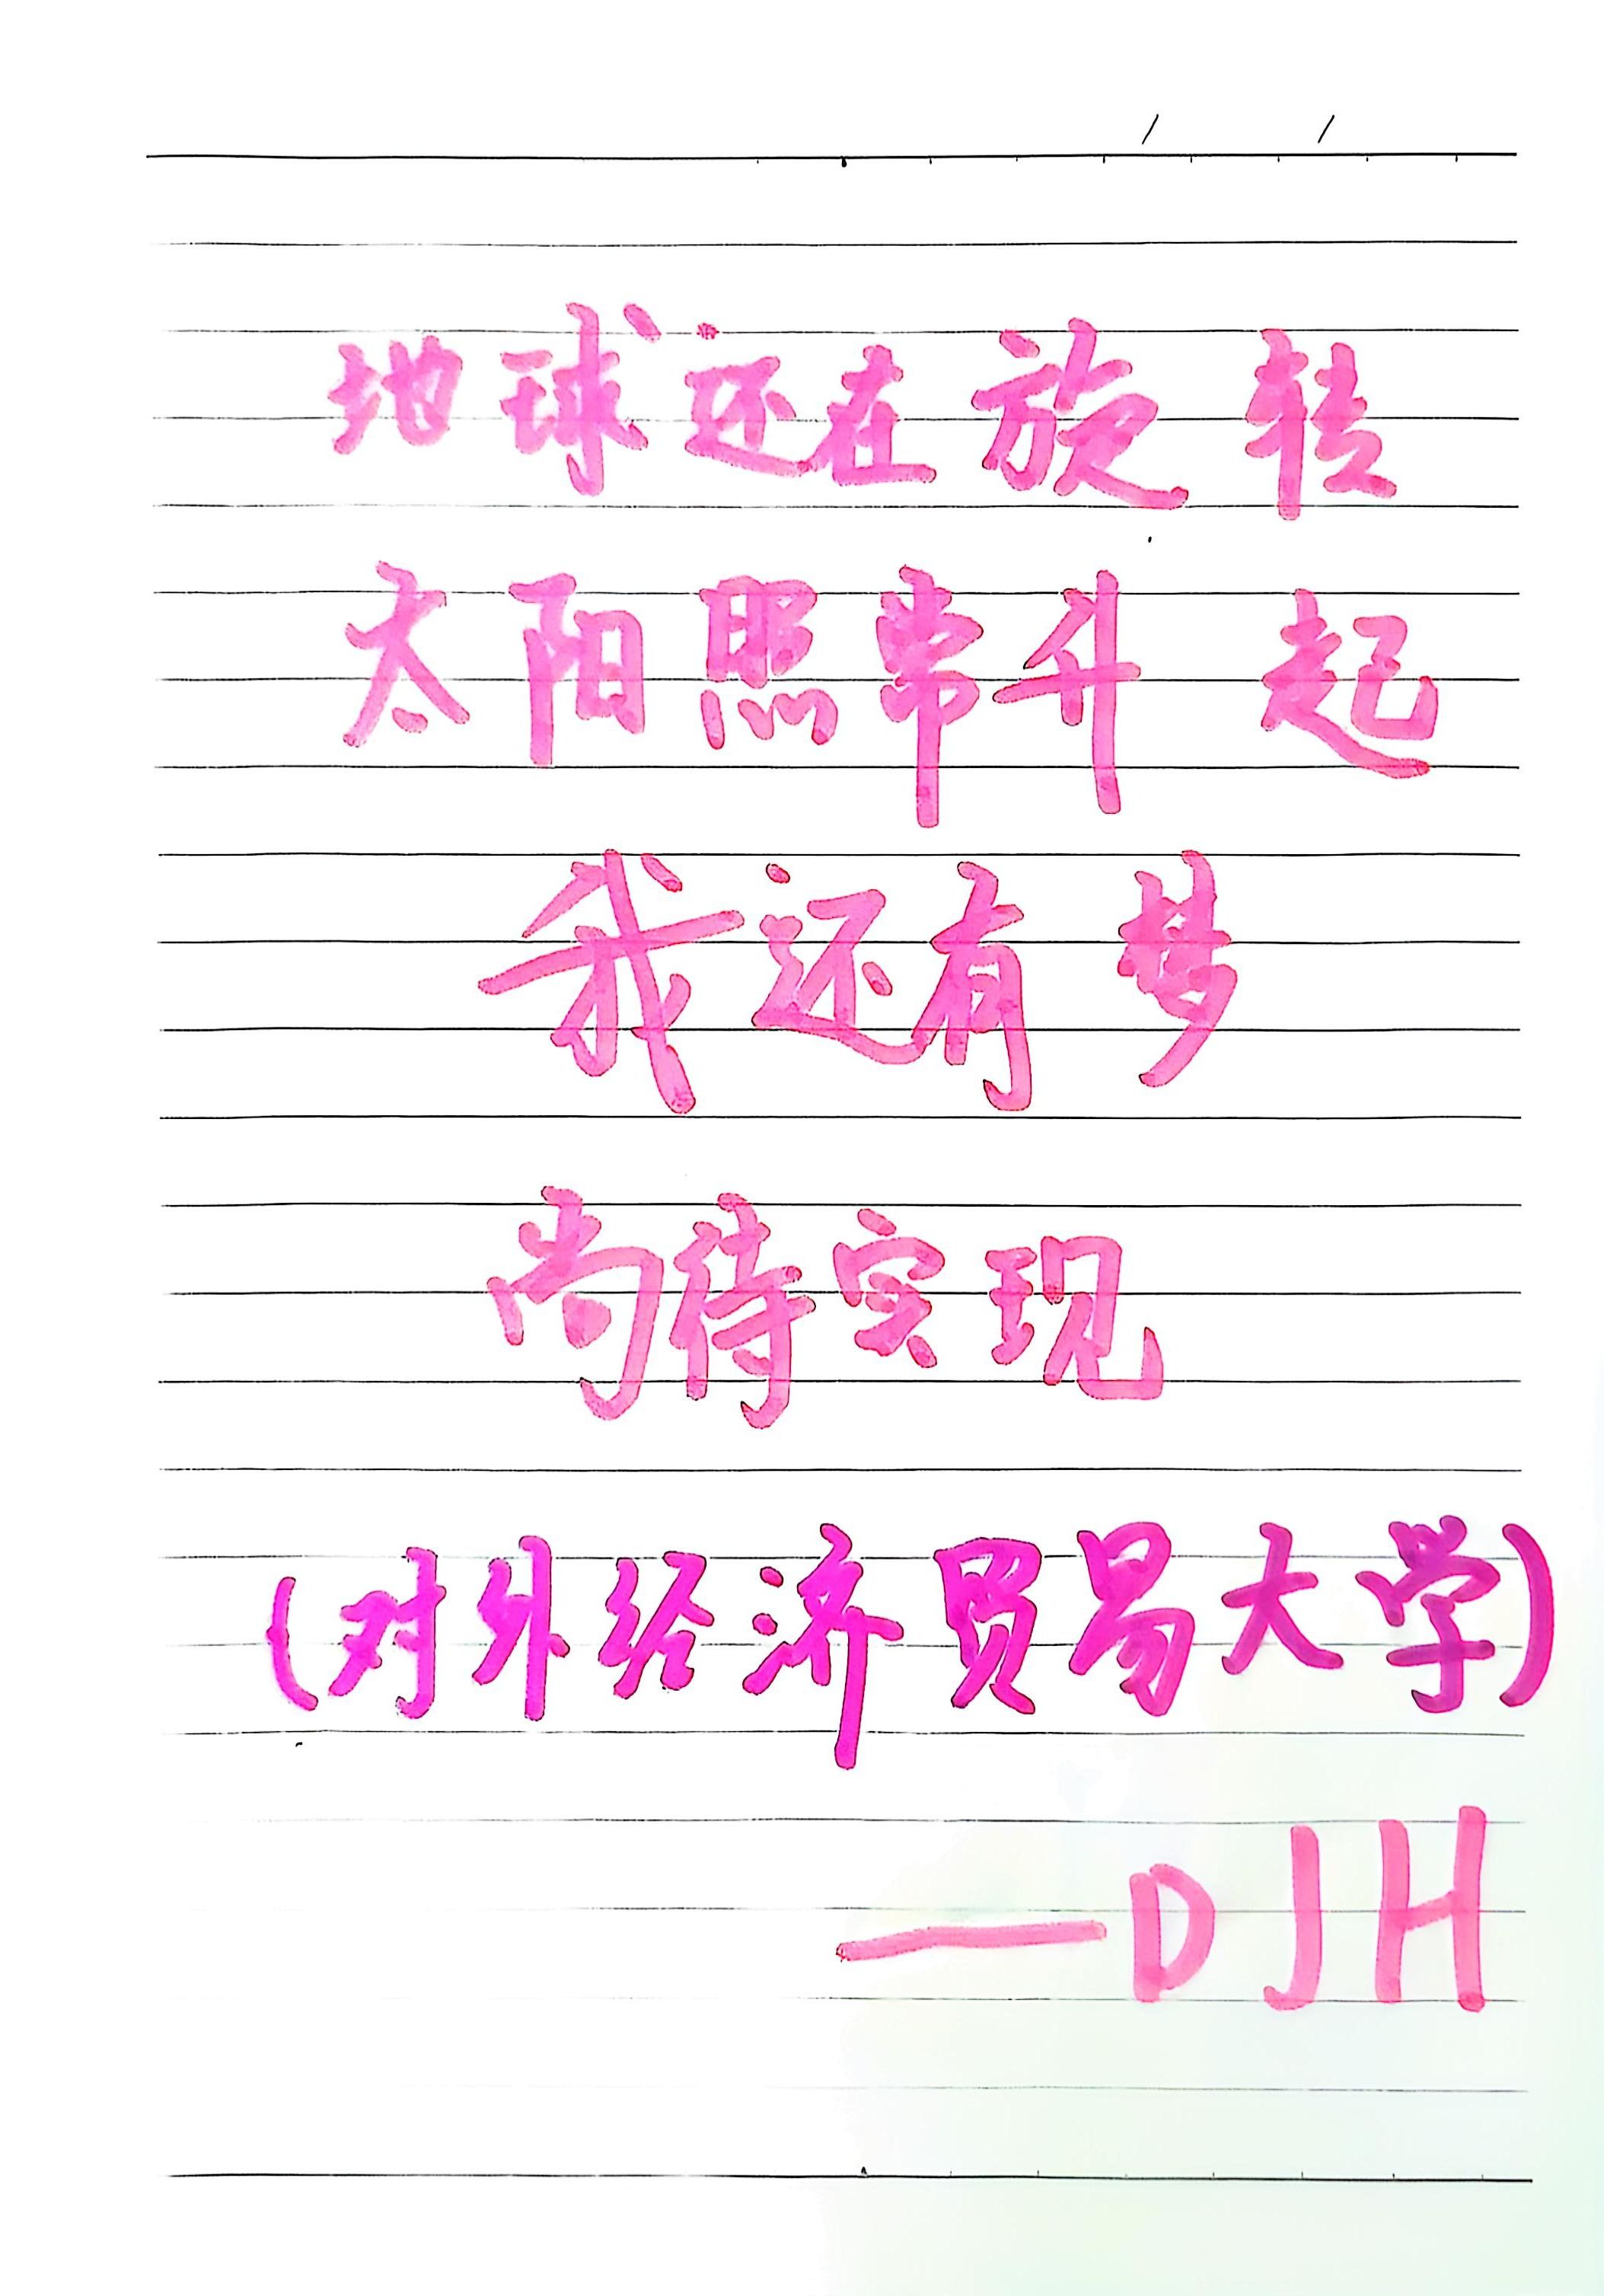 地球还在旋转
太阳照常升起
我还有梦
尚待实现
(对外经济贸易大学)
—DJH